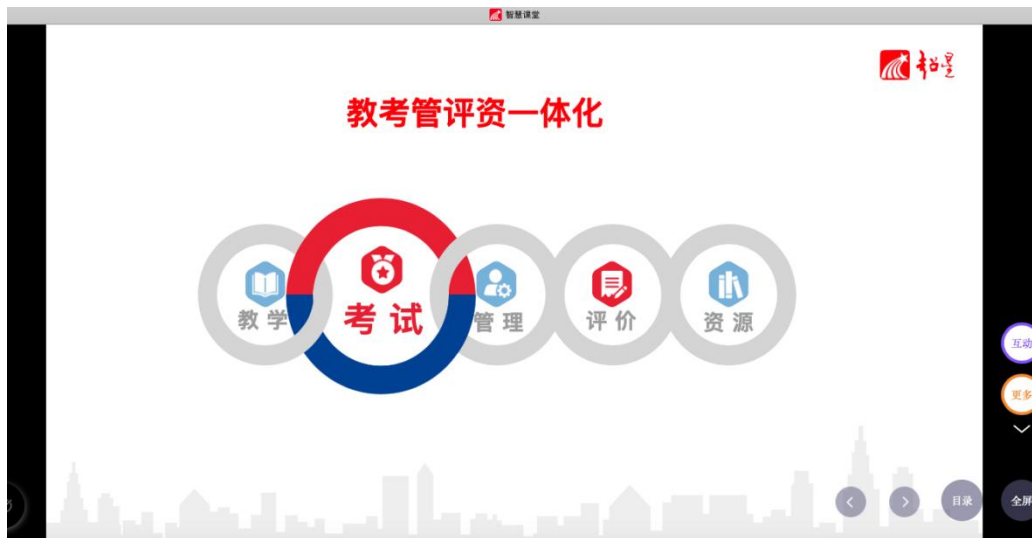 智慧课堂
超星
教考管评资一体化
教学
考试
管理
评价
资源
互动
更多
目录
全屏